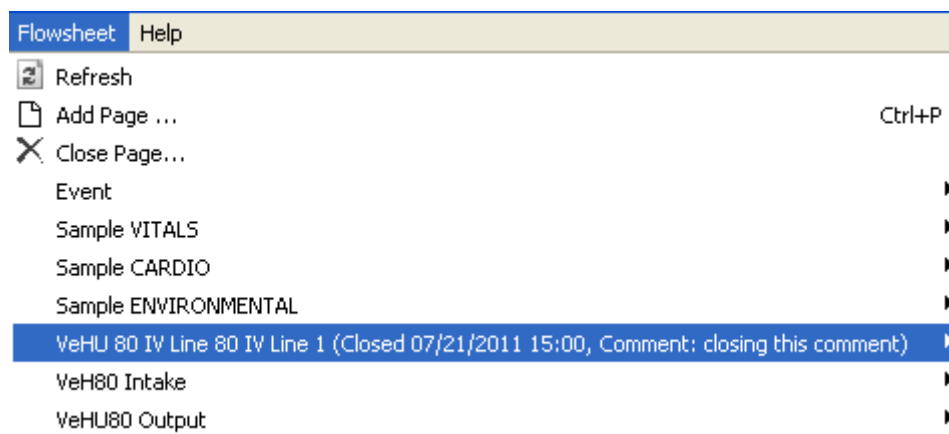 Flowsheet Help
Refresh
Add Page ... Ctrl+P
Close Page...
Event
Sample VITALS
Sample CARDIO
Sample ENVIRONMENTAL
VeHU 80 IV Line 80 IV Line 1 (Closed 07/21/2011 15:00, Comment: closing this comment)
VeH80 Intake
VeHU80 Output